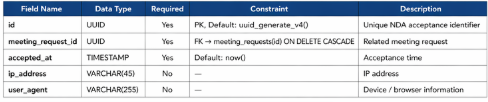 Field Name Data Type Required Constraint Description
id UUID Yes PK, Default: uuid_generate_v4() Unique NDA acceptance identifier
meeting_request_id UUID Yes FK → meeting_requests(id) ON DELETE CASCADE Related meeting request
accepted_at TIMESTAMP Yes Default: now() Acceptance time
ip_address VARCHAR(45) No — IP address
user_agent VARCHAR(255) No — Device / browser information